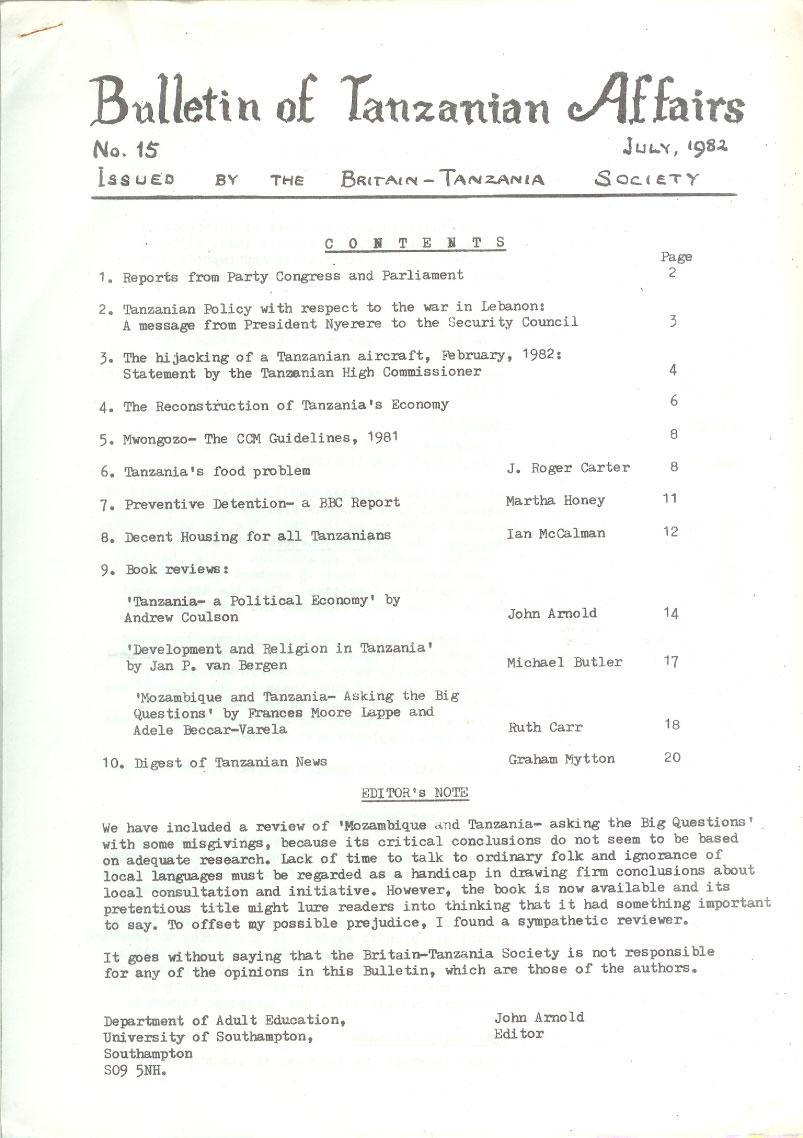 Bulletin of Tanzanian Affairs
No. 15 July, 1982
Issued by the Britain-Tanzania Society
CONTENTS
Page
1. Reports from Party Congress and Parliament 2
2. Tanzanian Policy with respect to the war in Lebanon:
A message from President Nyerere to the Security Council 3
3. The hijacking of a Tanzanian aircraft, February, 1982:
Statement by the Tanzanian High Commissioner 4
4. The Reconstruction of Tanzania's Economy 6
5. Mwongozo- The CCM Guidelines, 1981 8
6. Tanzania's food problem J. Roger Carter 8
7. Preventive Detention- a BBC Report Martha Honey 11
8. Decent Housing for all Tanzanians Ian McCalman 12
9. Book reviews:
'Tanzania- a Political Economy' by
Andrew Coulson John Arnold 14
'Development and Religion in Tanzania'
by Jan P. van Bergen Michael Butler 17
'Mozambique and Tanzania- Asking the Big
Questions' by Frances Moore Lappe and
Adele Beccar-Varela Ruth Carr 18
10. Digest of Tanzanian News Graham Mytton 20
EDITOR's NOTE
We have included a review of 'Mozambique and Tanzania- asking the Big Questions'
with some misgivings, because its critical conclusions do not seem to be based
on adequate research. Lack of time to talk to ordinary folk and ignorance of
local languages must be regarded as a handicap in drawing firm conclusions about
local consultation and initiative. However, the book is now available and its
pretentious title might lure readers into thinking that it had something important
to say. To offset my possible prejudice, I found a sympathetic reviewer.
It goes without saying that the Britain-Tanzania Society is not responsible
for any of the opinions in this Bulletin, which are those of the authors.
Department of Adult Education, John Arnold
University of Southampton, Editor
Southampton
SO9 5NH.